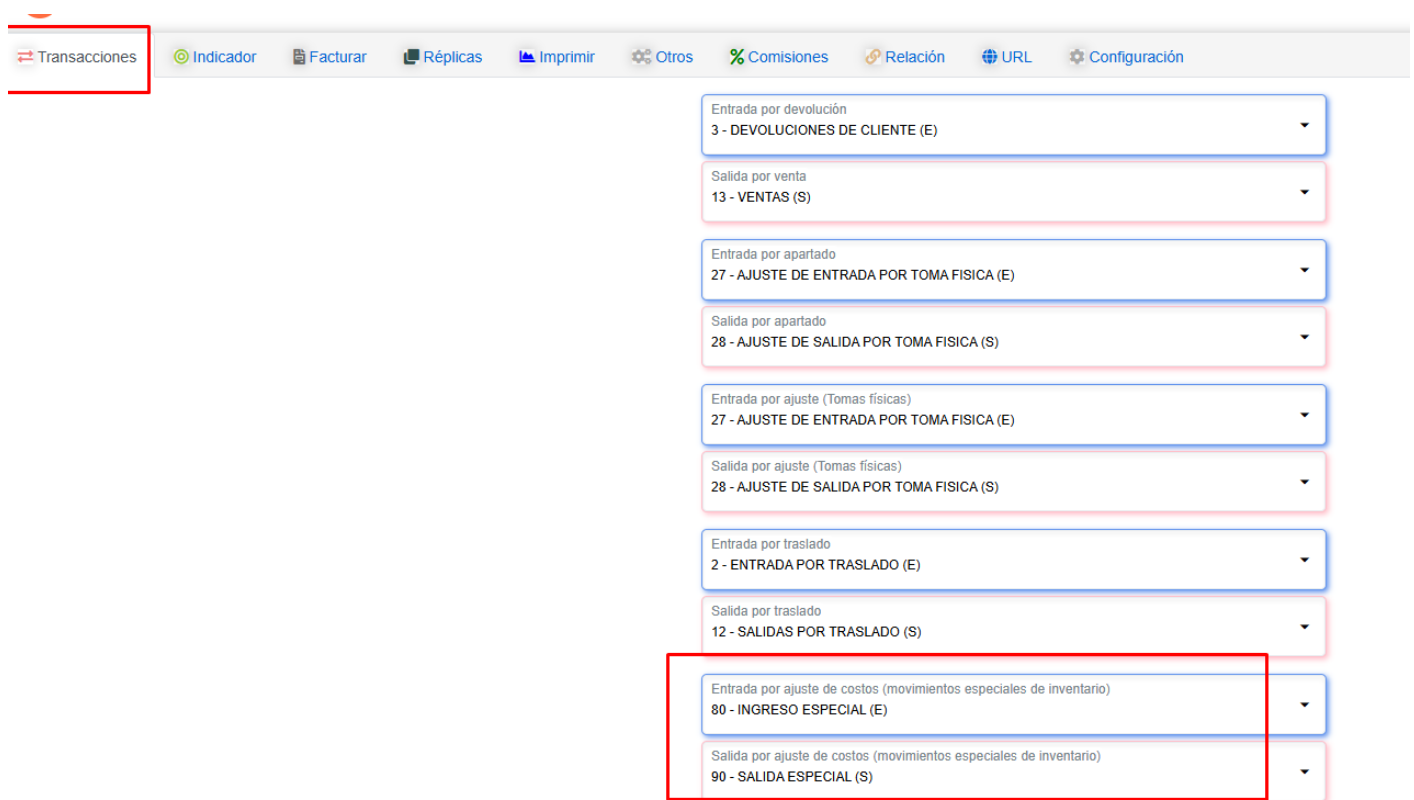 Transacciones Indicador Facturar Réplicas Imprimir Otros % Comisiones Relación URL Configuración
Entrada por devolución
3 - DEVOLUCIONES DE CLIENTE (E)
Salida por venta
13 - VENTAS (S)
Entrada por apartado
27 - AJUSTE DE ENTRADA POR TOMA FISICA (E)
Salida por apartado
28 - AJUSTE DE SALIDA POR TOMA FISICA (S)
Entrada por ajuste (Tomas físicas)
27 - AJUSTE DE ENTRADA POR TOMA FISICA (E)
Salida por ajuste (Tomas físicas)
28 - AJUSTE DE SALIDA POR TOMA FISICA (S)
Entrada por traslado
2 - ENTRADA POR TRASLADO (E)
Salida por traslado
12 - SALIDAS POR TRASLADO (S)
Entrada por ajuste de costos (movimientos especiales de inventario)
80 - INGRESO ESPECIAL (E)
Salida por ajuste de costos (movimientos especiales de inventario)
90 - SALIDA ESPECIAL (S)